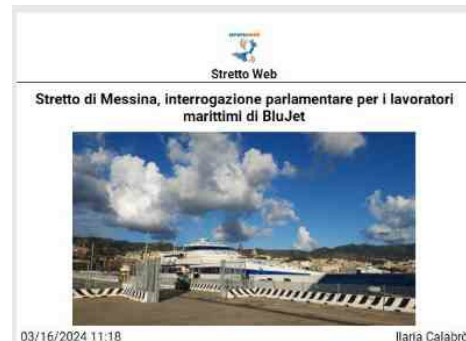 Stretto Web
Stretto di Messina, interrogazione parlamentare per i lavoratori
marittimi di BluJet
03/16/2024 11:18
Ilaria Calabrò